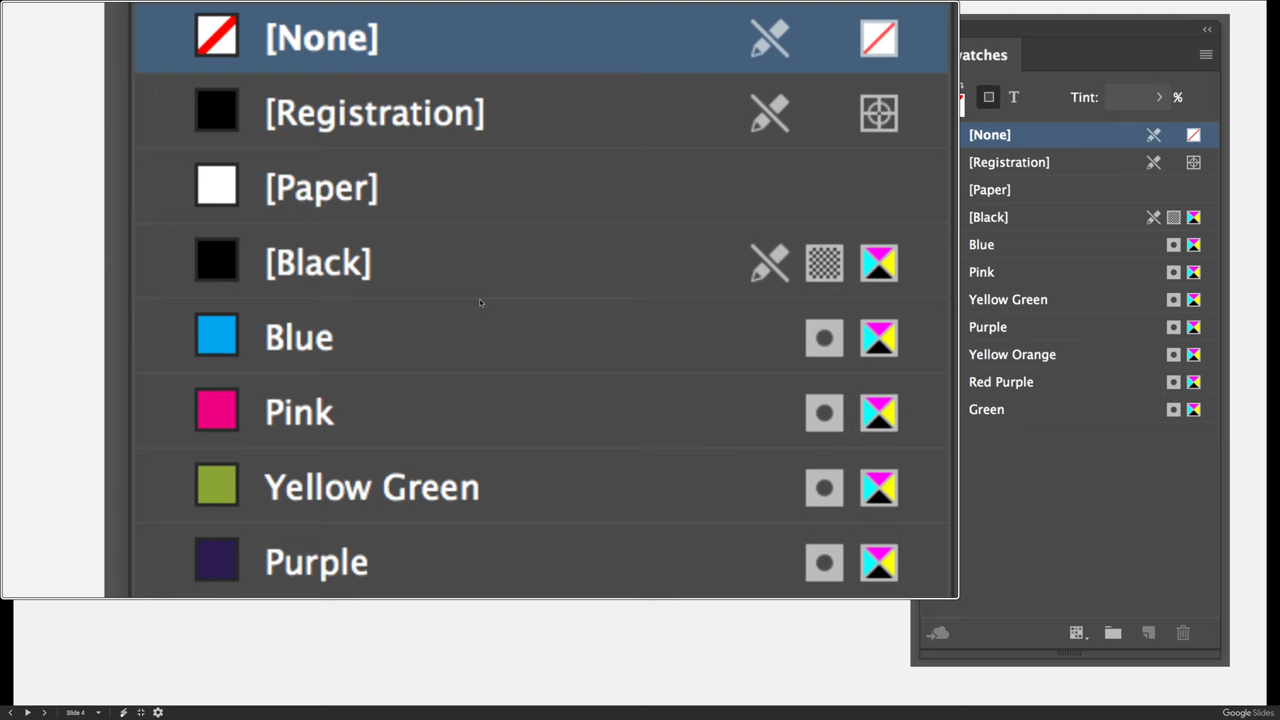 [None]
[Registration]
[Paper]
[Black]
Blue
Pink
Yellow Green
Purple
watches
T
Tint:
%
[None]
[Registration]
[Paper]
[Black]
Blue
Pink
Yellow Green
Purple
Yellow Orange
Red Purple
Green
Slide 4
Google Slides